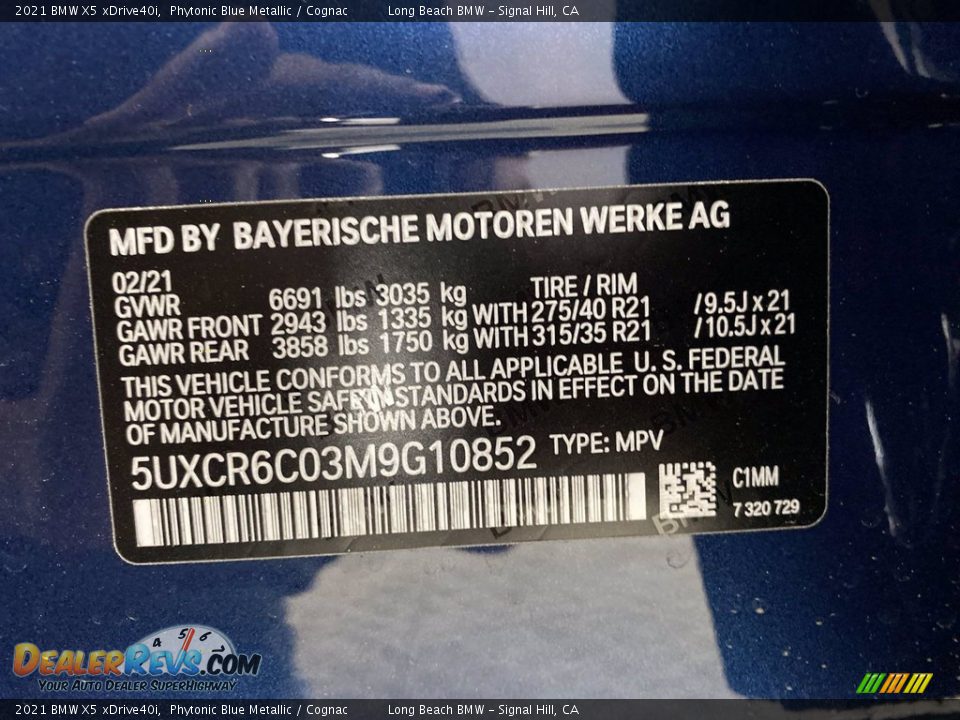 2021 BMW X5 xDrive40i, Phytonic Blue Metallic / Cognac Long Beach BMW - Signal Hill, CA
MFD BY BAYERISCHE MOTOREN WERKE AG
02/21 TIRE / RIM
GVWR 6691 lbs 3035 kg
GAWR FRONT 2943 lbs 1335 kg WITH 275/40 R21 /9.5J x 21
GAWR REAR 3858 lbs 1750 kg WITH 315/35 R21 /10.5J x 21
THIS VEHICLE CONFORMS TO ALL APPLICABLE U. S. FEDERAL
MOTOR VEHICLE SAFETY STANDARDS IN EFFECT ON THE DATE
OF MANUFACTURE SHOWN ABOVE.
5UXCR6C03M9G10852 TYPE: MPV
C1MM
7 320 729
4 5 6
DEALERREVS.COM
YOUR AUTO DEALER SUPERHIGHWAY
2021 BMW X5 xDrive40i, Phytonic Blue Metallic / Cognac Long Beach BMW - Signal Hill, CA